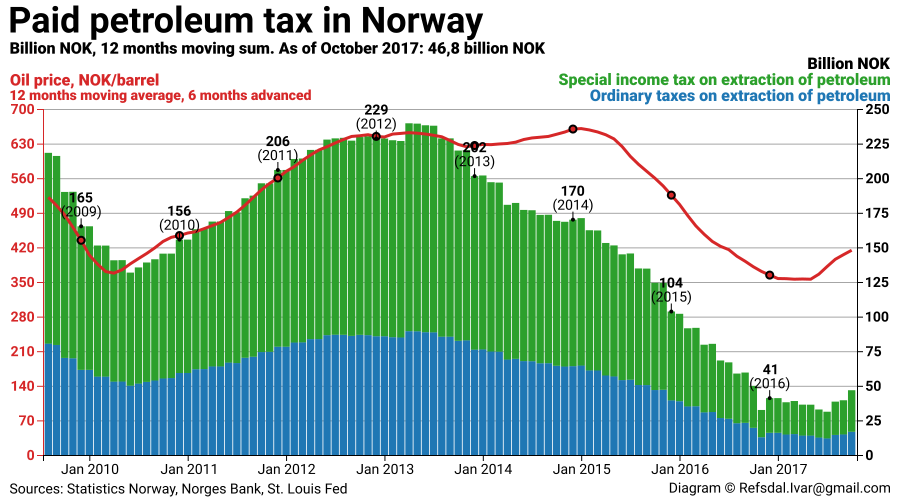 Paid petroleum tax in Norway
Billion NOK, 12 months moving sum. As of October 2017: 46,8 billion NOK
Billion NOK
Oil price, NOK/barrel
Special income tax on extraction of petroleum
12 months moving average, 6 months advanced
Ordinary taxes on extraction of petroleum
700
630
560
490
420
350
280
210
140
70
0
250
225
200
175
150
125
100
75
50
25
0
165
(2009)
156
(2010)
206
(2011)
229
(2012)
202
(2013)
170
(2014)
104
(2015)
41
(2016)
Jan 2010
Jan 2011
Jan 2012
Jan 2013
Jan 2014
Jan 2015
Jan 2016
Jan 2017
Sources: Statistics Norway, Norges Bank, St. Louis Fed
Diagram © Refsdal.Ivar@gmail.com